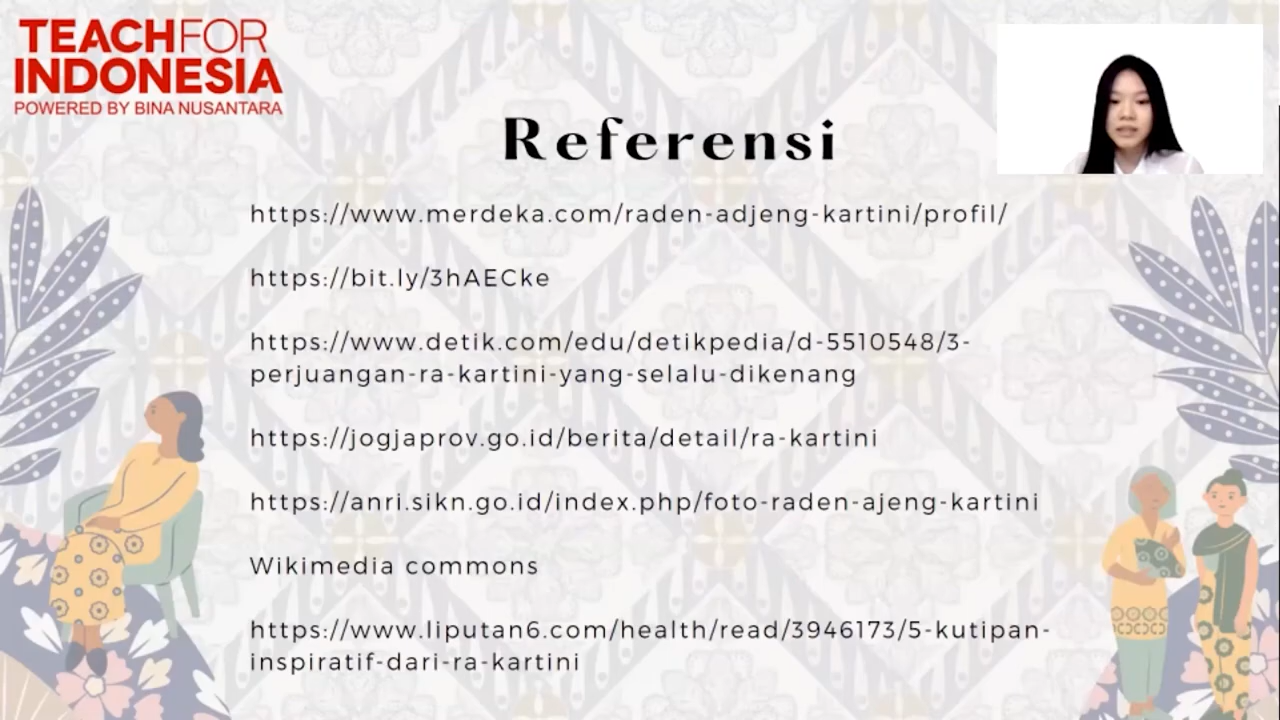 TEACHFOR
INDONESIA
POWERED BY BINA NUSANTARA
Referensi
https://www.merdeka.com/raden-adjeng-kartini/profil/
https://bit.ly/3hAECke
https://www.detik.com/edu/detikpedia/d-5510548/3-
perjuangan-ra-kartini-yang-selalu-dikenang
https://jogjaprov.go.id/berita/detail/ra-kartini
https://anri.sikn.go.id/index.php/foto-raden-ajeng-kartini
Wikimedia commons
https://www.liputan6.com/health/read/3946173/5-kutipan-
inspiratif-dari-ra-kartini